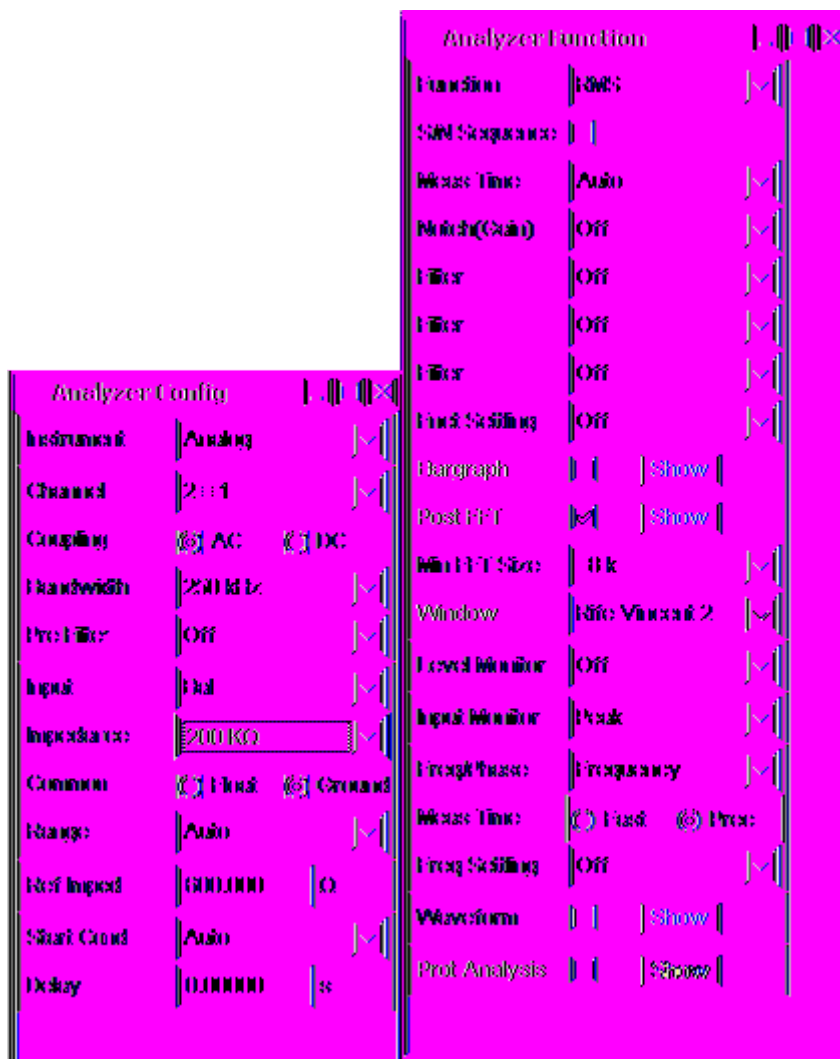 Analyzer Function
Function RMS
S/N Sequence
Meas Time Auto
Notch(Gain) Off
Filter Off
Filter Off
Filter Off
Fnct Settling Off
Bargraph Show
Post FFT Show
Min FFT Size 8 k
Window Rife Vincent 2
Level Monitor Off
Input Monitor Peak
Freq/Phase Frequency
Meas Time Fast Prec
Freq Settling Off
Waveform Show
Prot Analysis Show
Analyzer Config
Instrument Analog
Channel
Coupling AC DC
Bandwidth 250 kHz
Pre Filter Off
Input Bal
Impedance 200 KΩ
Common Float Ground
Range Auto
Ref Imped 600.000 Ω
Start Cond Auto
Delay 0.00000 s